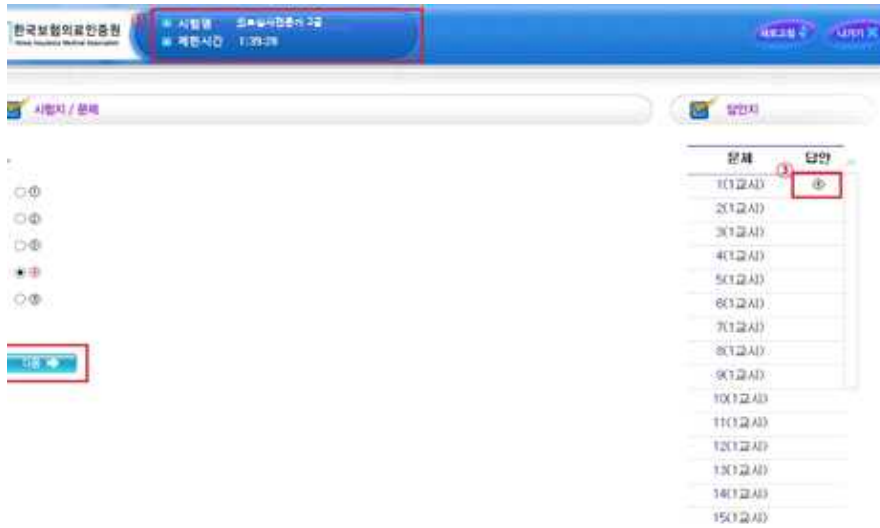 한국보험의료인증원
시험명
제한시간 1:39:28
새로고침
나가기 X
시험지 / 문제
답안지
문제 답안
③
1(1교시) ④
2(1교시)
3(1교시)
4(1교시)
5(1교시)
6(1교시)
7(1교시)
8(1교시)
9(1교시)
10(1교시)
11(1교시)
12(1교시)
13(1교시)
14(1교시)
15(1교시)
①
②
③
④
⑤
다음